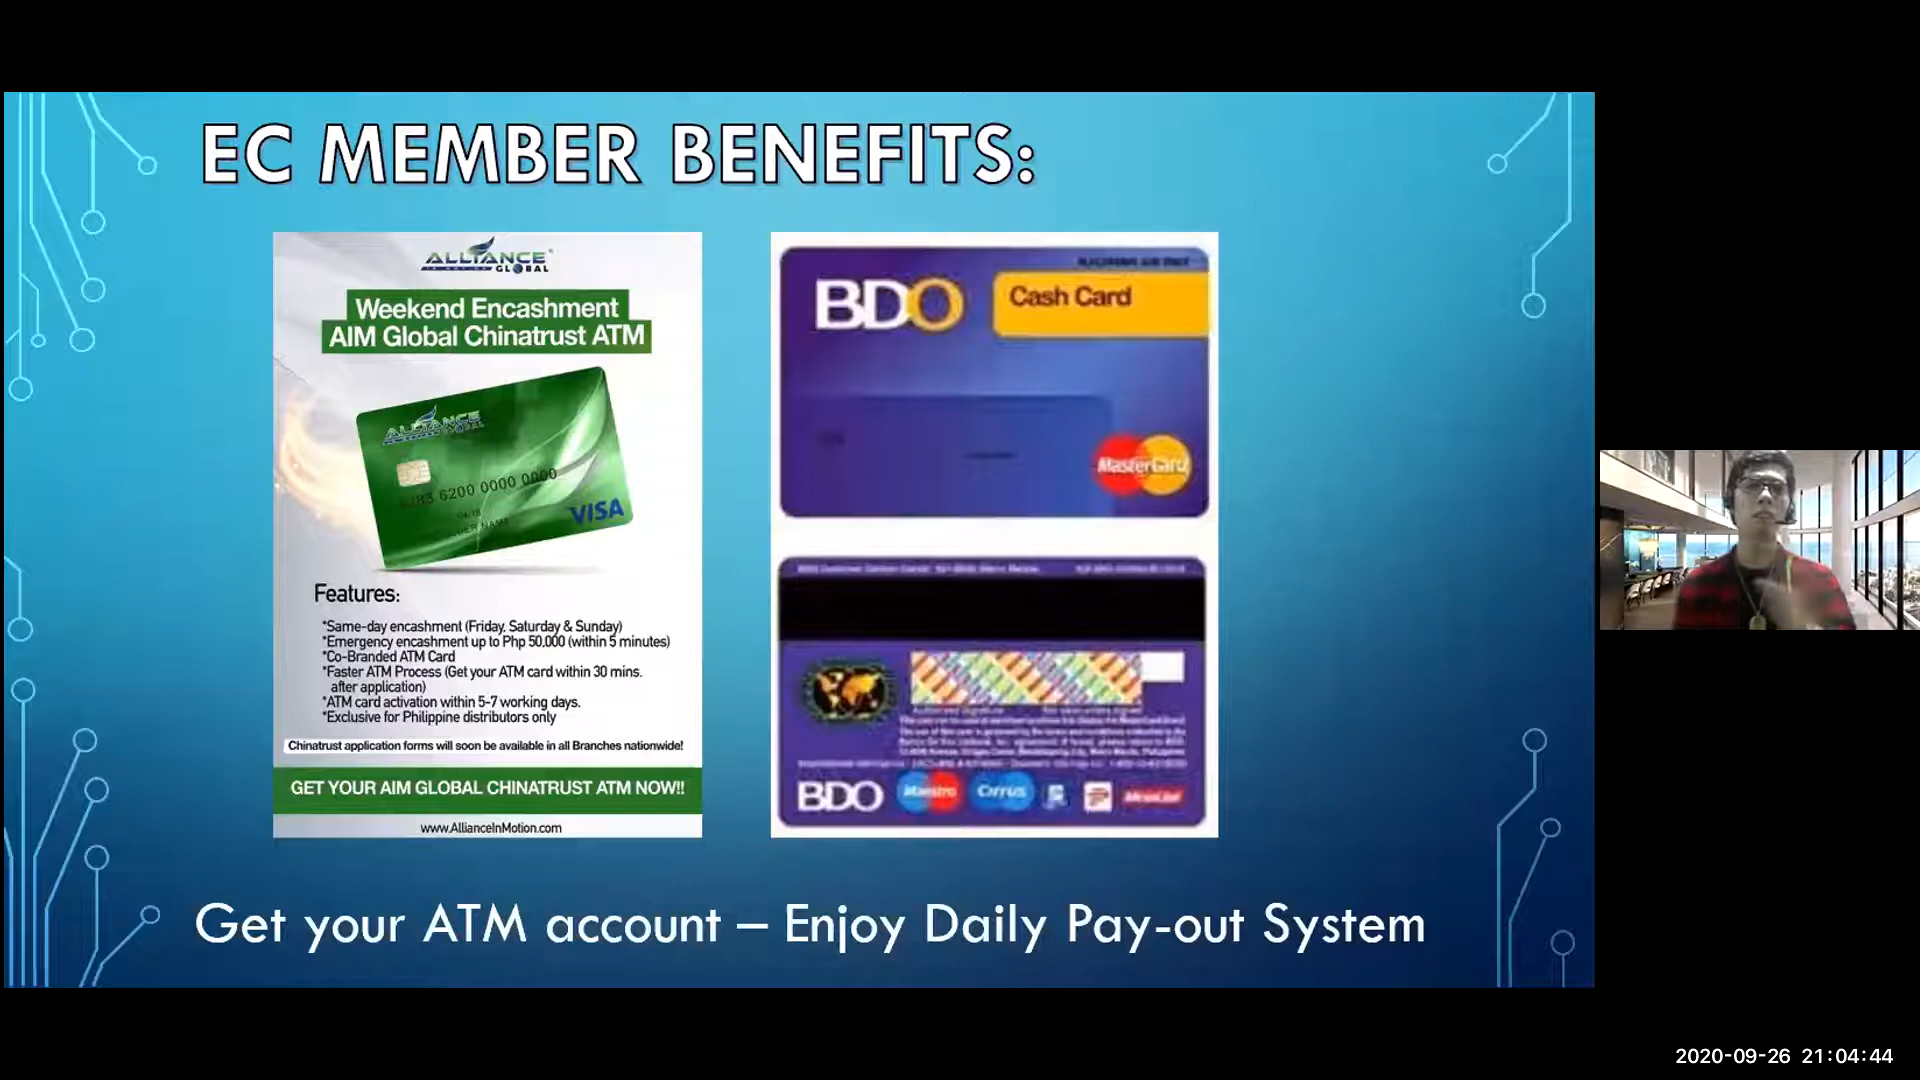 EC MEMBER BENEFITS:
ALLIANCE
GLOBAL
Weekend Encashment
AIM Global Chinatrust ATM
ALLIANCE
GLOBAL
6200 0000 0000
VISA
Features:
*Same-day encashment (Friday, Saturday & Sunday)
*Emergency encashment up to Php 50,000 (within 5 minutes)
*Co-Branded ATM Card
*Faster ATM Process (Get your ATM card within 30 mins.
after application)
*ATM card activation within 5-7 working days.
*Exclusive for Philippine distributors only
Chinatrust application forms will soon be available in all Branches nationwide!
GET YOUR AIM GLOBAL CHINATRUST ATM NOW!!
www.AllianceInMotion.com
BDO
Cash Card
MasterCard
BDO
Maestro
Cirrus
Get your ATM account – Enjoy Daily Pay-out System
2020-09-26 21:04:44